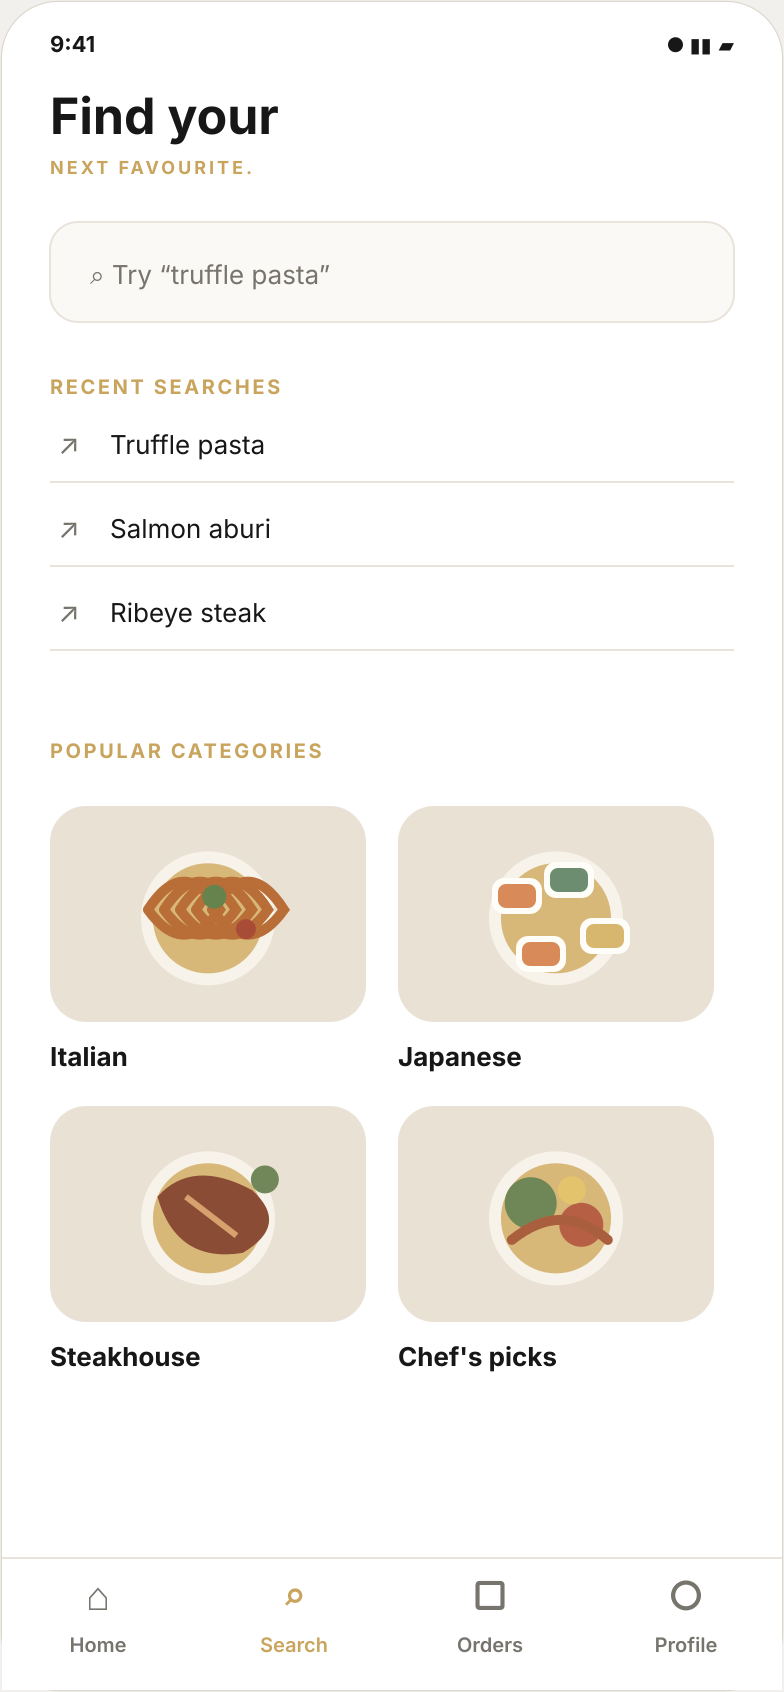 9:41
Find your
NEXT FAVOURITE.
Try “truffle pasta”
RECENT SEARCHES
Truffle pasta
Salmon aburi
Ribeye steak
POPULAR CATEGORIES
Italian
Japanese
Steakhouse
Chef's picks
Home
Search
Orders
Profile